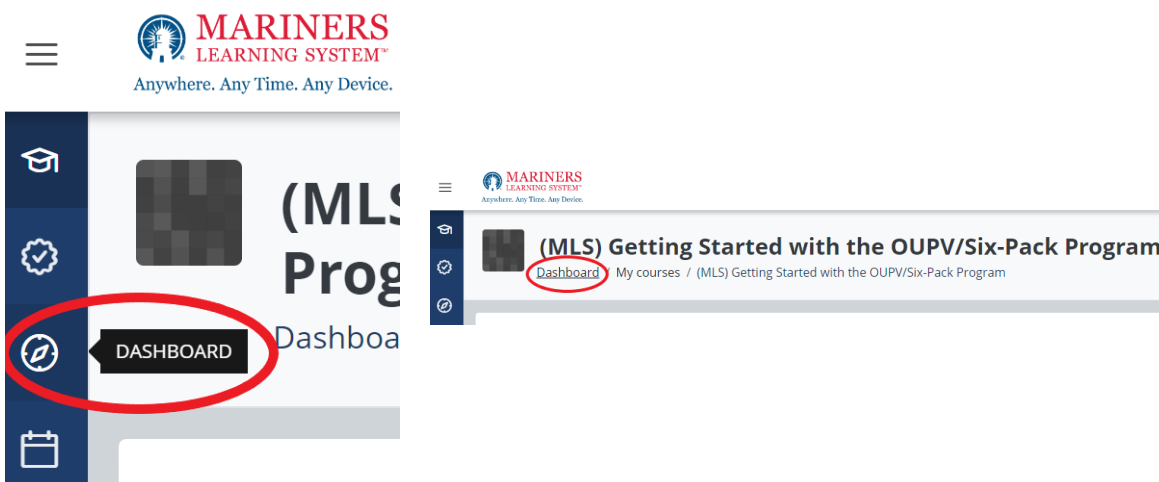 MARINERS
LEARNING SYSTEM℠
Anywhere. Any Time. Any Device.
(MLS
Prog
DASHBOARD
Dashboa
MARINERS
LEARNING SYSTEM℠
Anywhere. Any Time. Any Device.
(MLS) Getting Started with the OUPV/Six-Pack Program
Dashboard / My courses / (MLS) Getting Started with the OUPV/Six-Pack Program